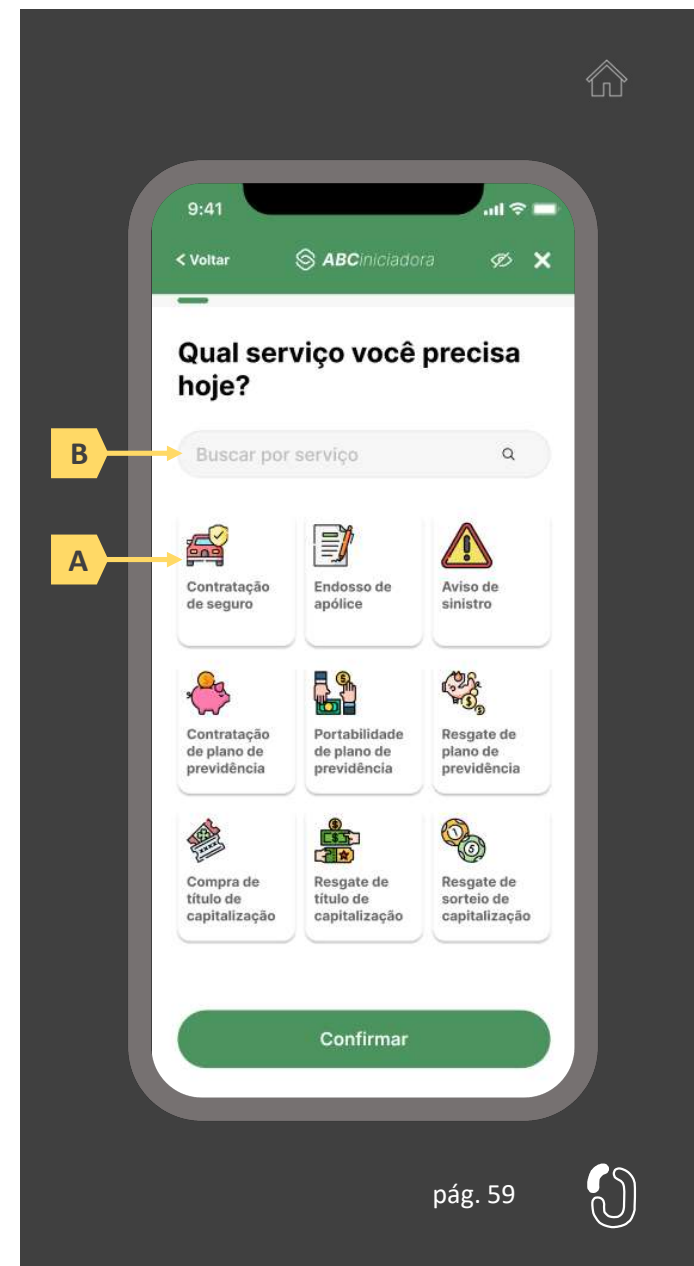 9:41
< Voltar
ABCiniciadora
Qual serviço você precisa
hoje?
B
Buscar por serviço
A
Contratação
de seguro
Endosso de
apólice
Aviso de
sinistro
Contratação
de plano de
previdência
Portabilidade
de plano de
previdência
Resgate de
plano de
previdência
Compra de
título de
capitalização
Resgate de
título de
capitalização
Resgate de
sorteio de
capitalização
Confirmar
pág. 59